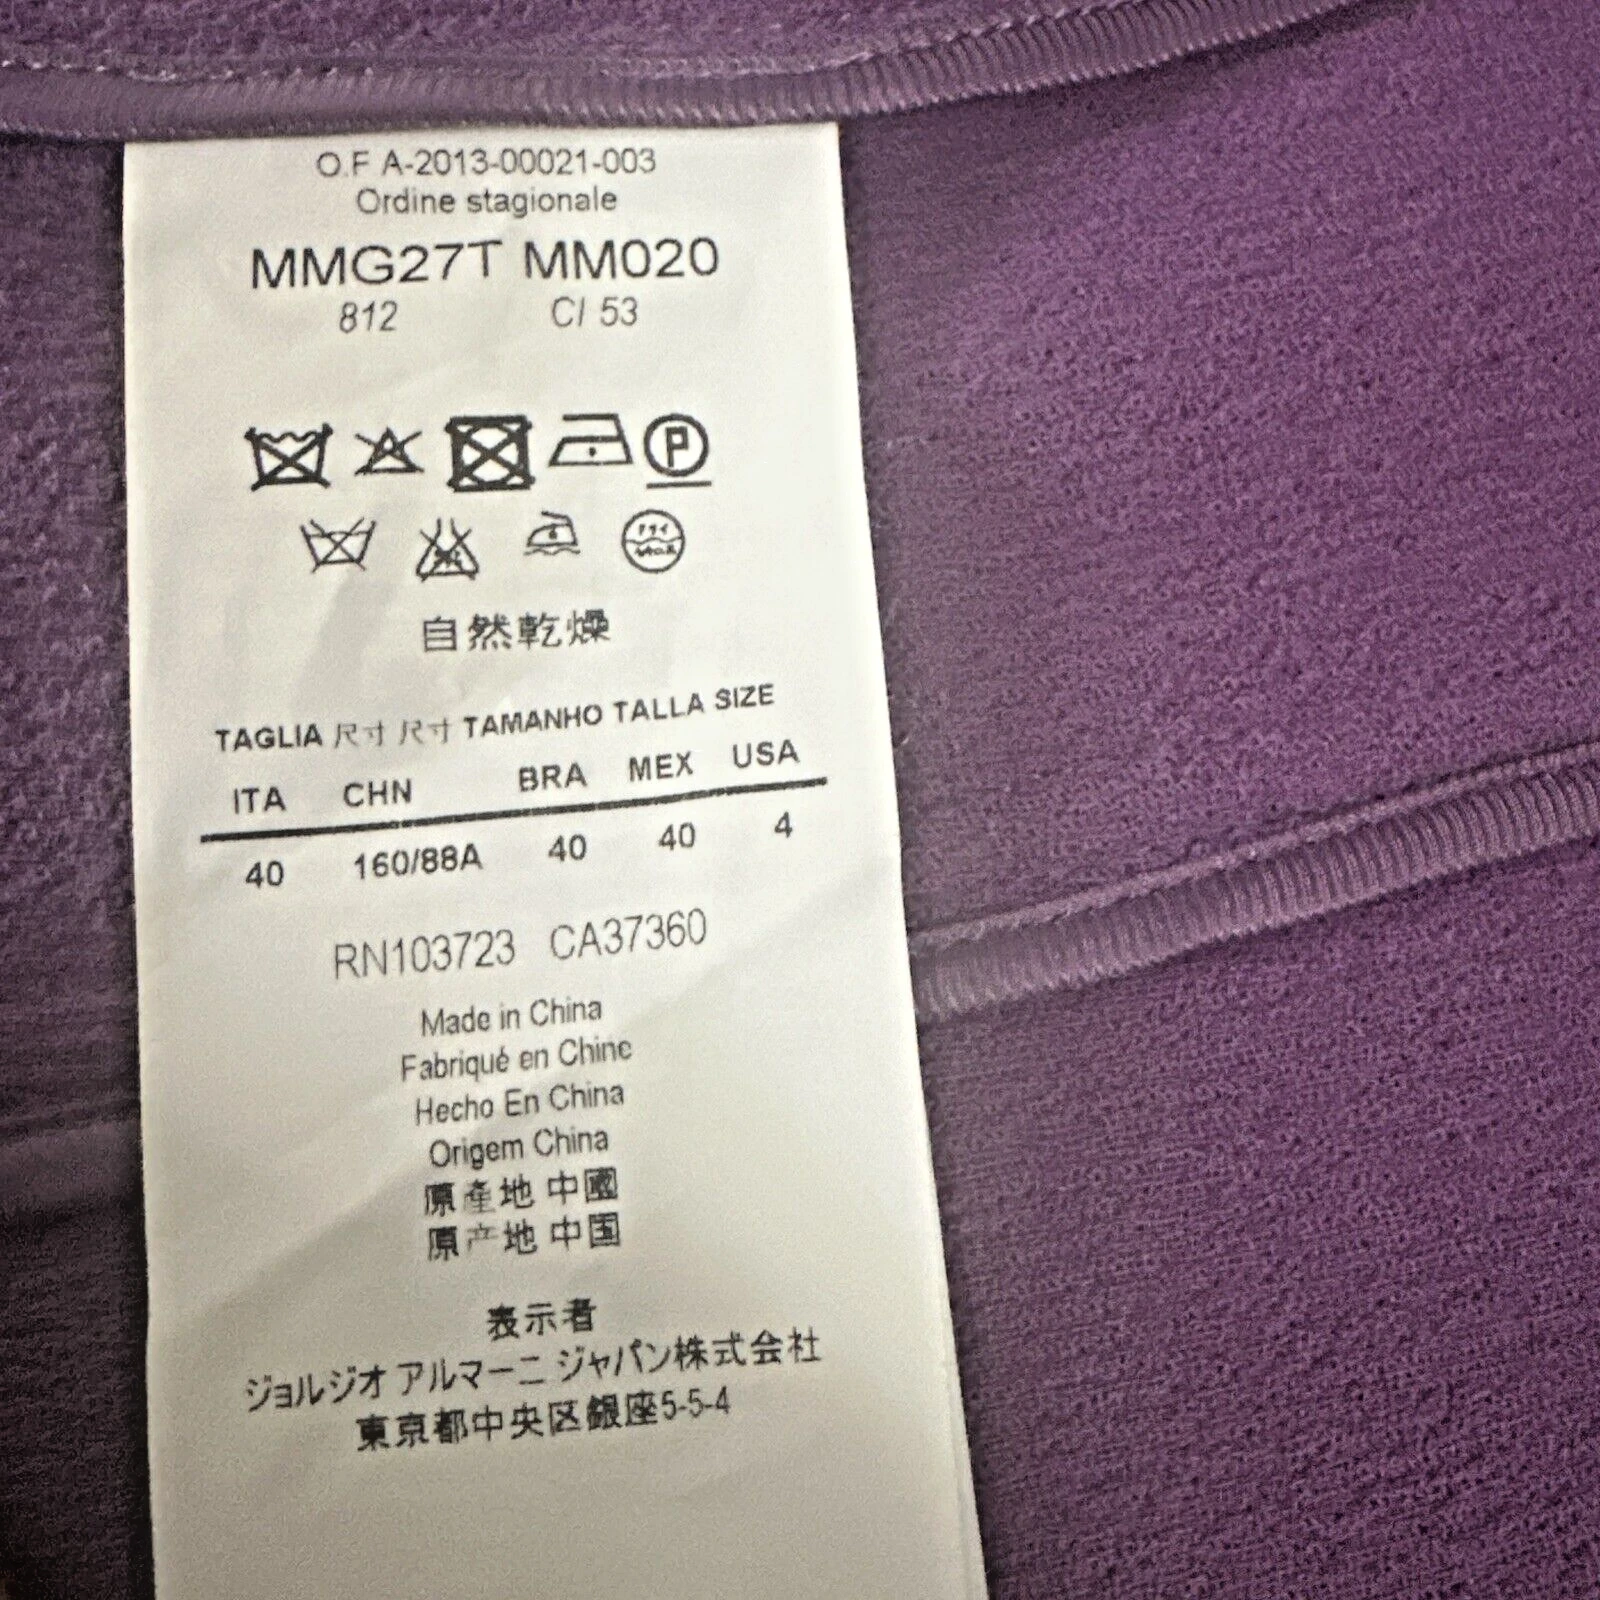 O.F A-2013-00021-003
Ordine stagionale
MMG27T MM020
812 C/ 53
P
ドライ
自然乾燥
TAGLIA 尺寸 尺寸 TAMANHO TALLA SIZE
ITA CHN BRA MEX USA
40 160/88A 40 40 4
RN103723 CA37360
Made in China
Fabriqué en Chine
Hecho En China
Origem China
原產地 中國
原产地 中国
表示者
ジョルジオ アルマーニ ジャパン株式会社
東京都中央区銀座5-5-4